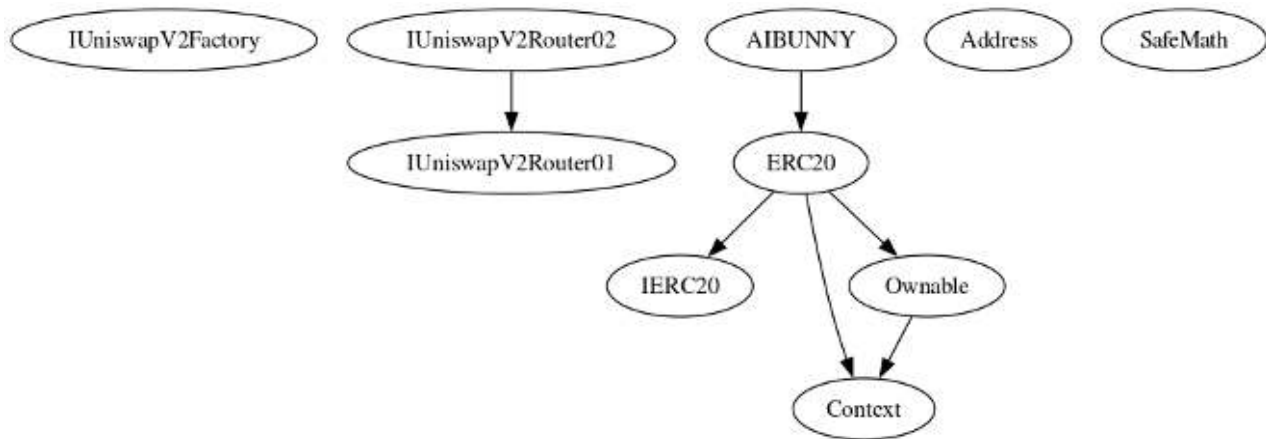 IUniswapV2Factory
IUniswapV2Router02
AIBUNNY
Address
SafeMath
IUniswapV2Router01
ERC20
IERC20
Ownable
Context